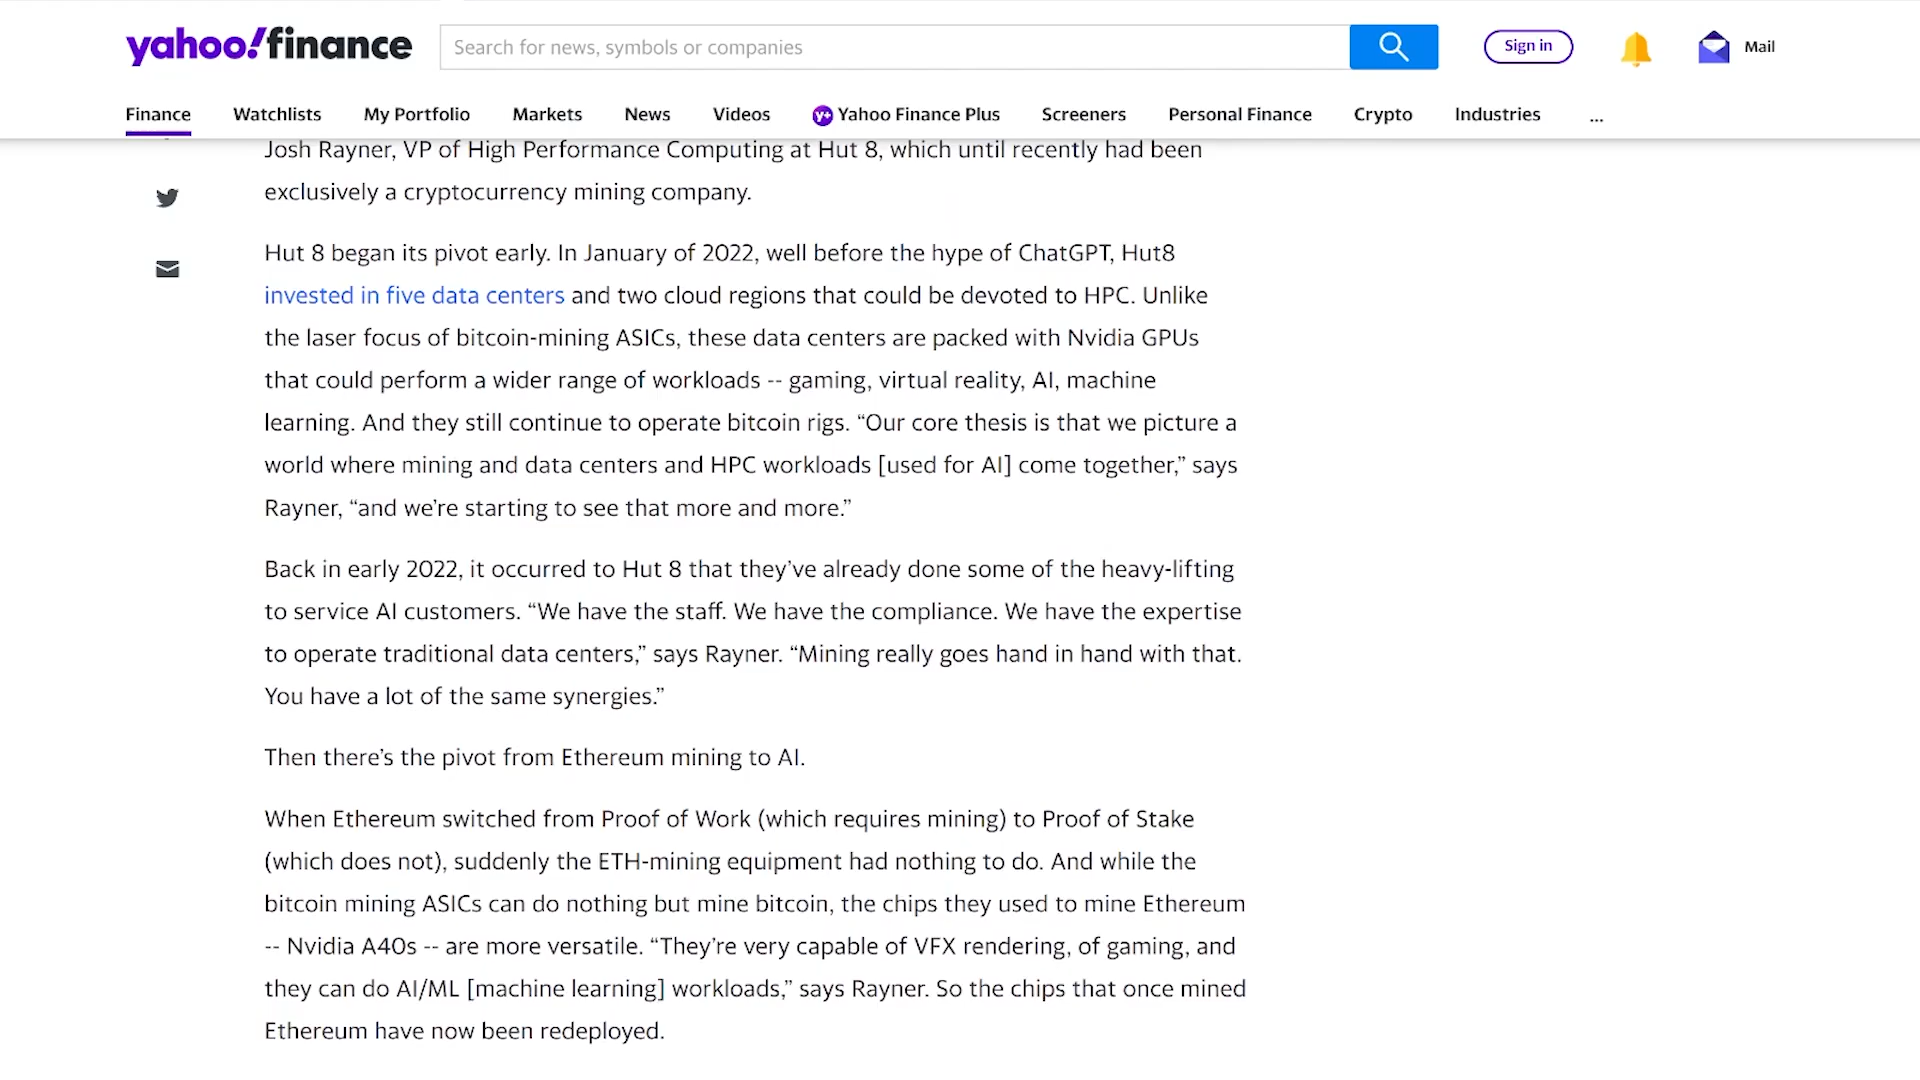 yahoo!finance
Search for news, symbols or companies
Sign in
Mail
Finance
Watchlists
My Portfolio
Markets
News
Videos
y+ Yahoo Finance Plus
Screeners
Personal Finance
Crypto
Industries
...
Josh Rayner, VP of High Performance Computing at Hut 8, which until recently had been
exclusively a cryptocurrency mining company.
Hut 8 began its pivot early. In January of 2022, well before the hype of ChatGPT, Hut8
invested in five data centers and two cloud regions that could be devoted to HPC. Unlike
the laser focus of bitcoin-mining ASICs, these data centers are packed with Nvidia GPUs
that could perform a wider range of workloads -- gaming, virtual reality, AI, machine
learning. And they still continue to operate bitcoin rigs. “Our core thesis is that we picture a
world where mining and data centers and HPC workloads [used for AI] come together,” says
Rayner, “and we’re starting to see that more and more.”
Back in early 2022, it occurred to Hut 8 that they’ve already done some of the heavy-lifting
to service AI customers. “We have the staff. We have the compliance. We have the expertise
to operate traditional data centers,” says Rayner. “Mining really goes hand in hand with that.
You have a lot of the same synergies.”
Then there’s the pivot from Ethereum mining to AI.
When Ethereum switched from Proof of Work (which requires mining) to Proof of Stake
(which does not), suddenly the ETH-mining equipment had nothing to do. And while the
bitcoin mining ASICs can do nothing but mine bitcoin, the chips they used to mine Ethereum
-- Nvidia A40s -- are more versatile. “They’re very capable of VFX rendering, of gaming, and
they can do AI/ML [machine learning] workloads,” says Rayner. So the chips that once mined
Ethereum have now been redeployed.